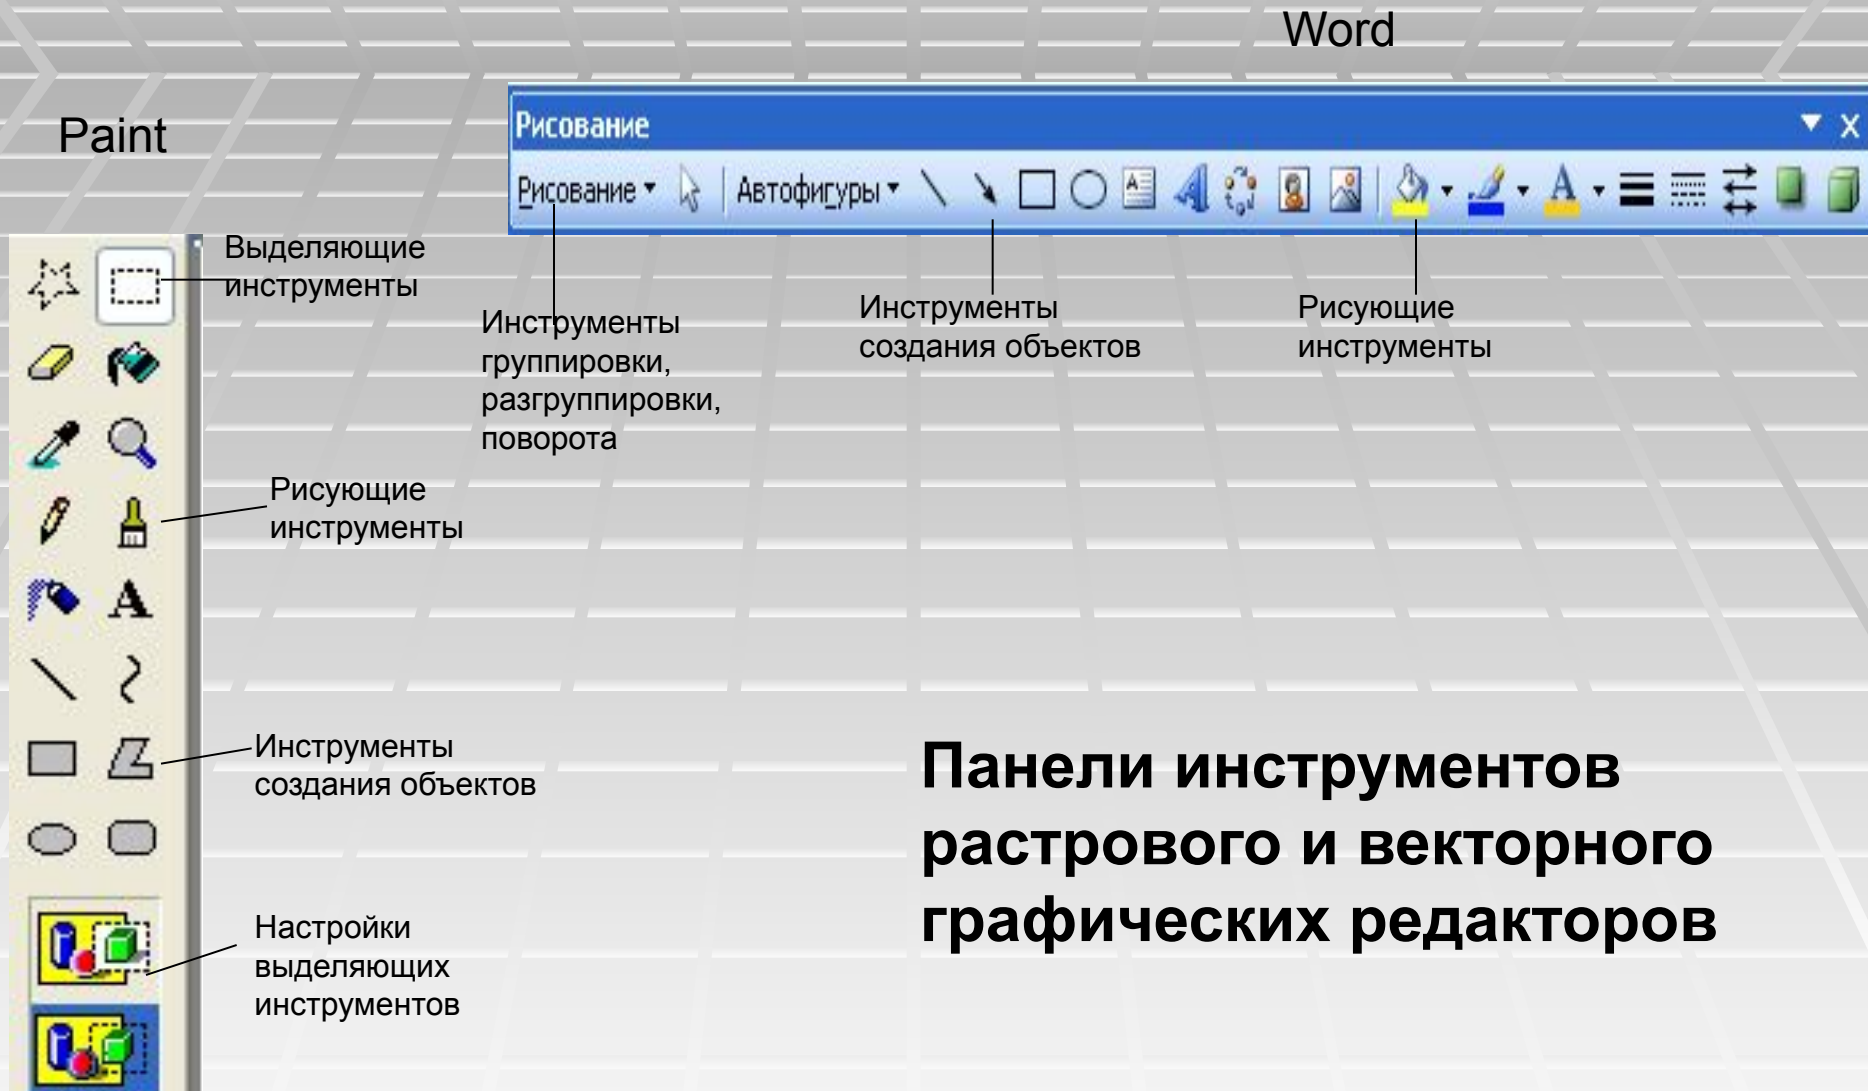 Word
Paint
Рисование
Рисование
Автофигуры
Выделяющие
инструменты
Инструменты
группировки,
разгруппировки,
поворота
Инструменты
создания объектов
Рисующие
инструменты
Рисующие
инструменты
Инструменты
создания объектов
Настройки
выделяющих
инструментов
Панели инструментов
растрового и векторного
графических редакторов